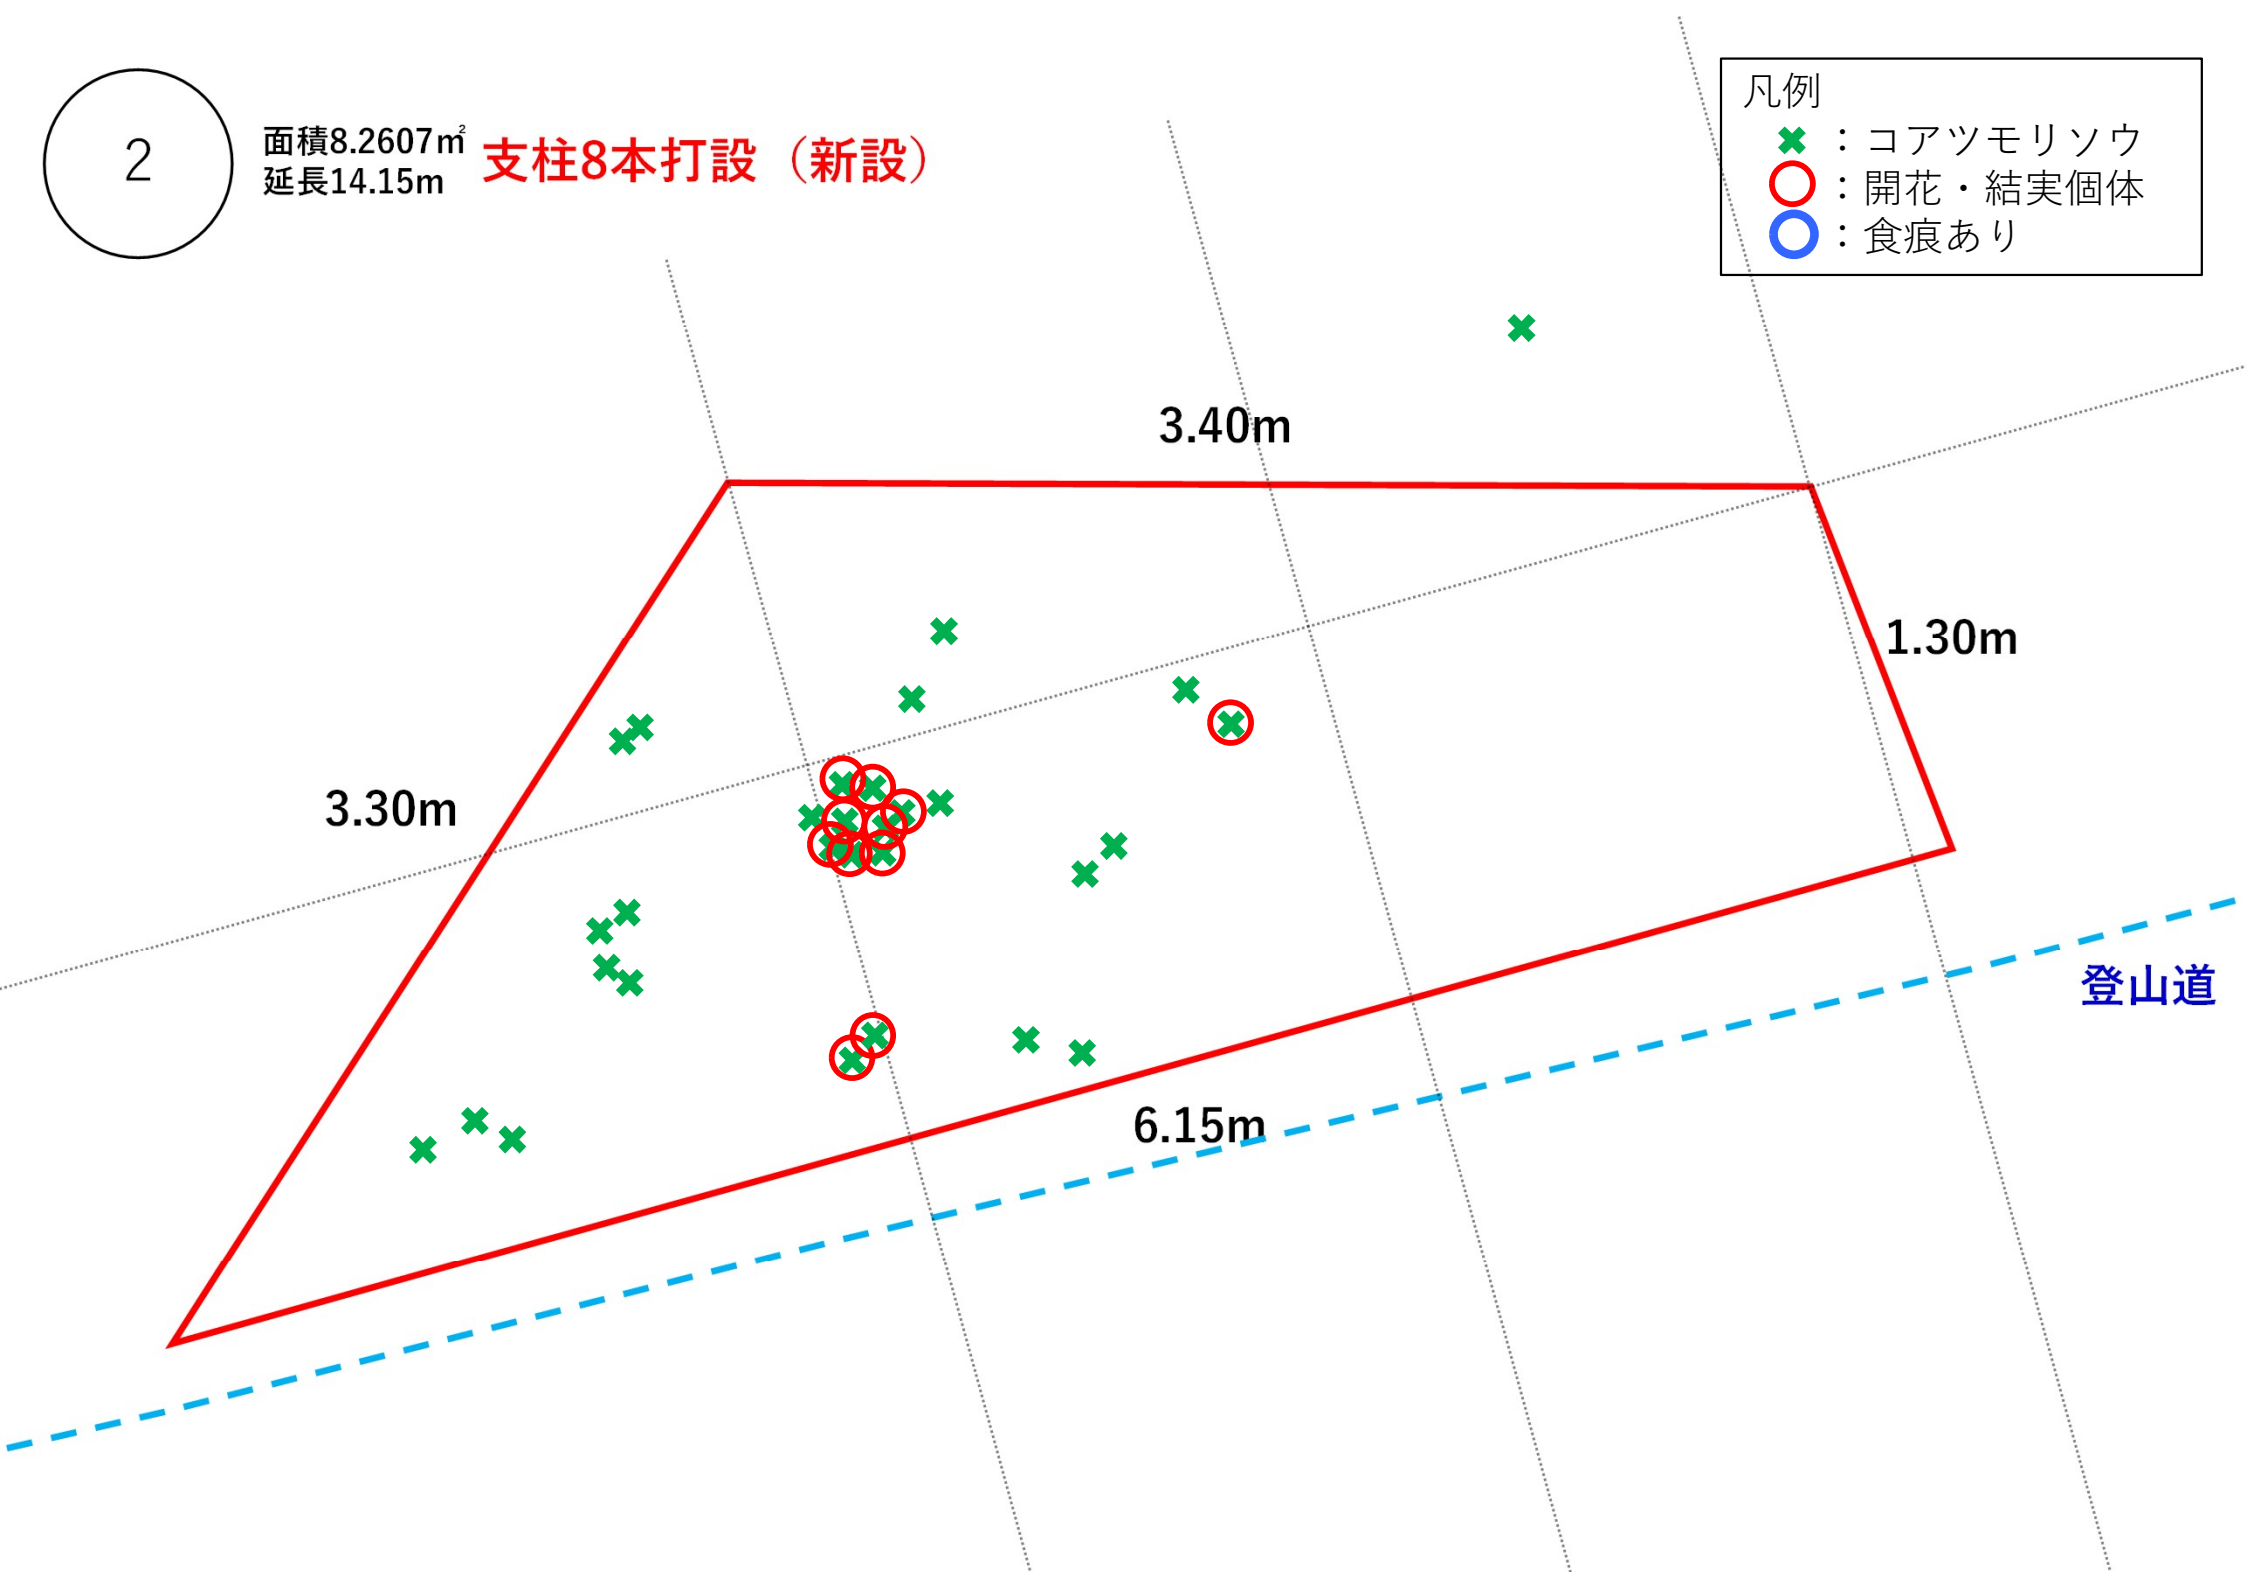 2
面積8.2607㎡
延長14.15m
支柱8本打設（新設）
凡例
：コアツモリソウ
：開花・結実個体
：食痕あり
3.40m
1.30m
3.30m
登山道
6.15m